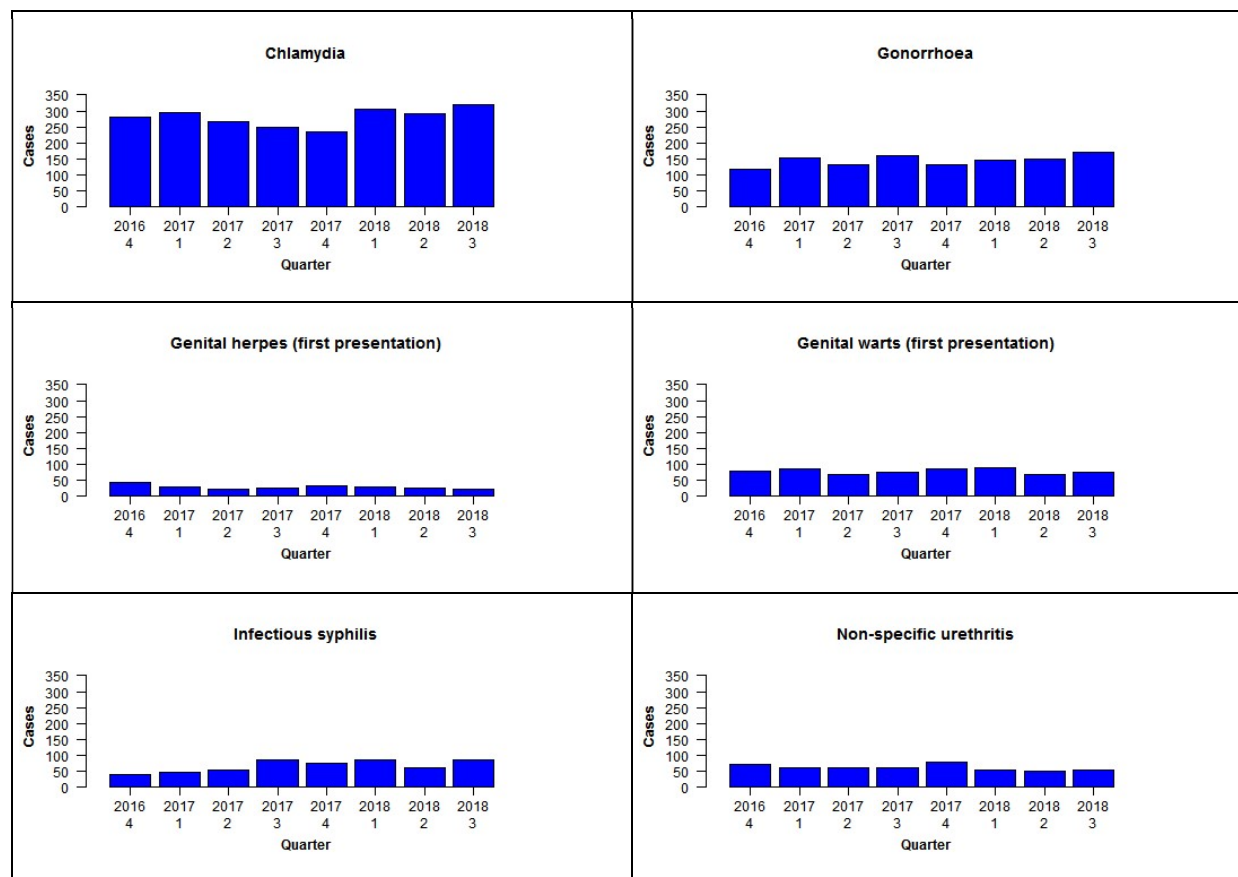 Chlamydia
Cases
350
300
250
200
150
100
50
0
2016 2017 2017 2017 2017 2018 2018 2018
4 1 2 3 4 1 2 3
Quarter
Gonorrhoea
Cases
350
300
250
200
150
100
50
0
2016 2017 2017 2017 2017 2018 2018 2018
4 1 2 3 4 1 2 3
Quarter
Genital herpes (first presentation)
Cases
350
300
250
200
150
100
50
0
2016 2017 2017 2017 2017 2018 2018 2018
4 1 2 3 4 1 2 3
Quarter
Genital warts (first presentation)
Cases
350
300
250
200
150
100
50
0
2016 2017 2017 2017 2017 2018 2018 2018
4 1 2 3 4 1 2 3
Quarter
Infectious syphilis
Cases
350
300
250
200
150
100
50
0
2016 2017 2017 2017 2017 2018 2018 2018
4 1 2 3 4 1 2 3
Quarter
Non-specific urethritis
Cases
350
300
250
200
150
100
50
0
2016 2017 2017 2017 2017 2018 2018 2018
4 1 2 3 4 1 2 3
Quarter